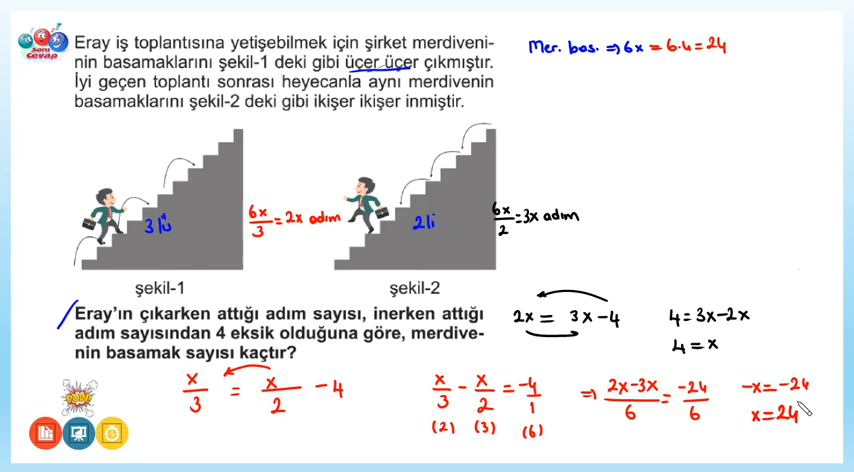 Soru
Cevap
Eray iş toplantısına yetişebilmek için şirket merdiveni-
nin basamaklarını şekil-1 deki gibi üçer üçer çıkmıştır.
İyi geçen toplantı sonrası heyecanla aynı merdivenin
basamaklarını şekil-2 deki gibi ikişer ikişer inmiştir.
Mer. bas. ⇒ 6x = 6.4 = 24
3lü
6x/3 = 2x adım
2li
6x/2 = 3x adım
şekil-1
şekil-2
Eray'ın çıkarken attığı adım sayısı, inerken attığı
adım sayısından 4 eksik olduğuna göre, merdive-
nin basamak sayısı kaçtır?
2x = 3x - 4
4 = 3x - 2x
4 = x
x/3 = x/2 - 4
x/3 - x/2 = -4/1
(2) (3) (6)
⇒ 2x-3x/6 = -24/6
-x = -24
x = 24
POW!